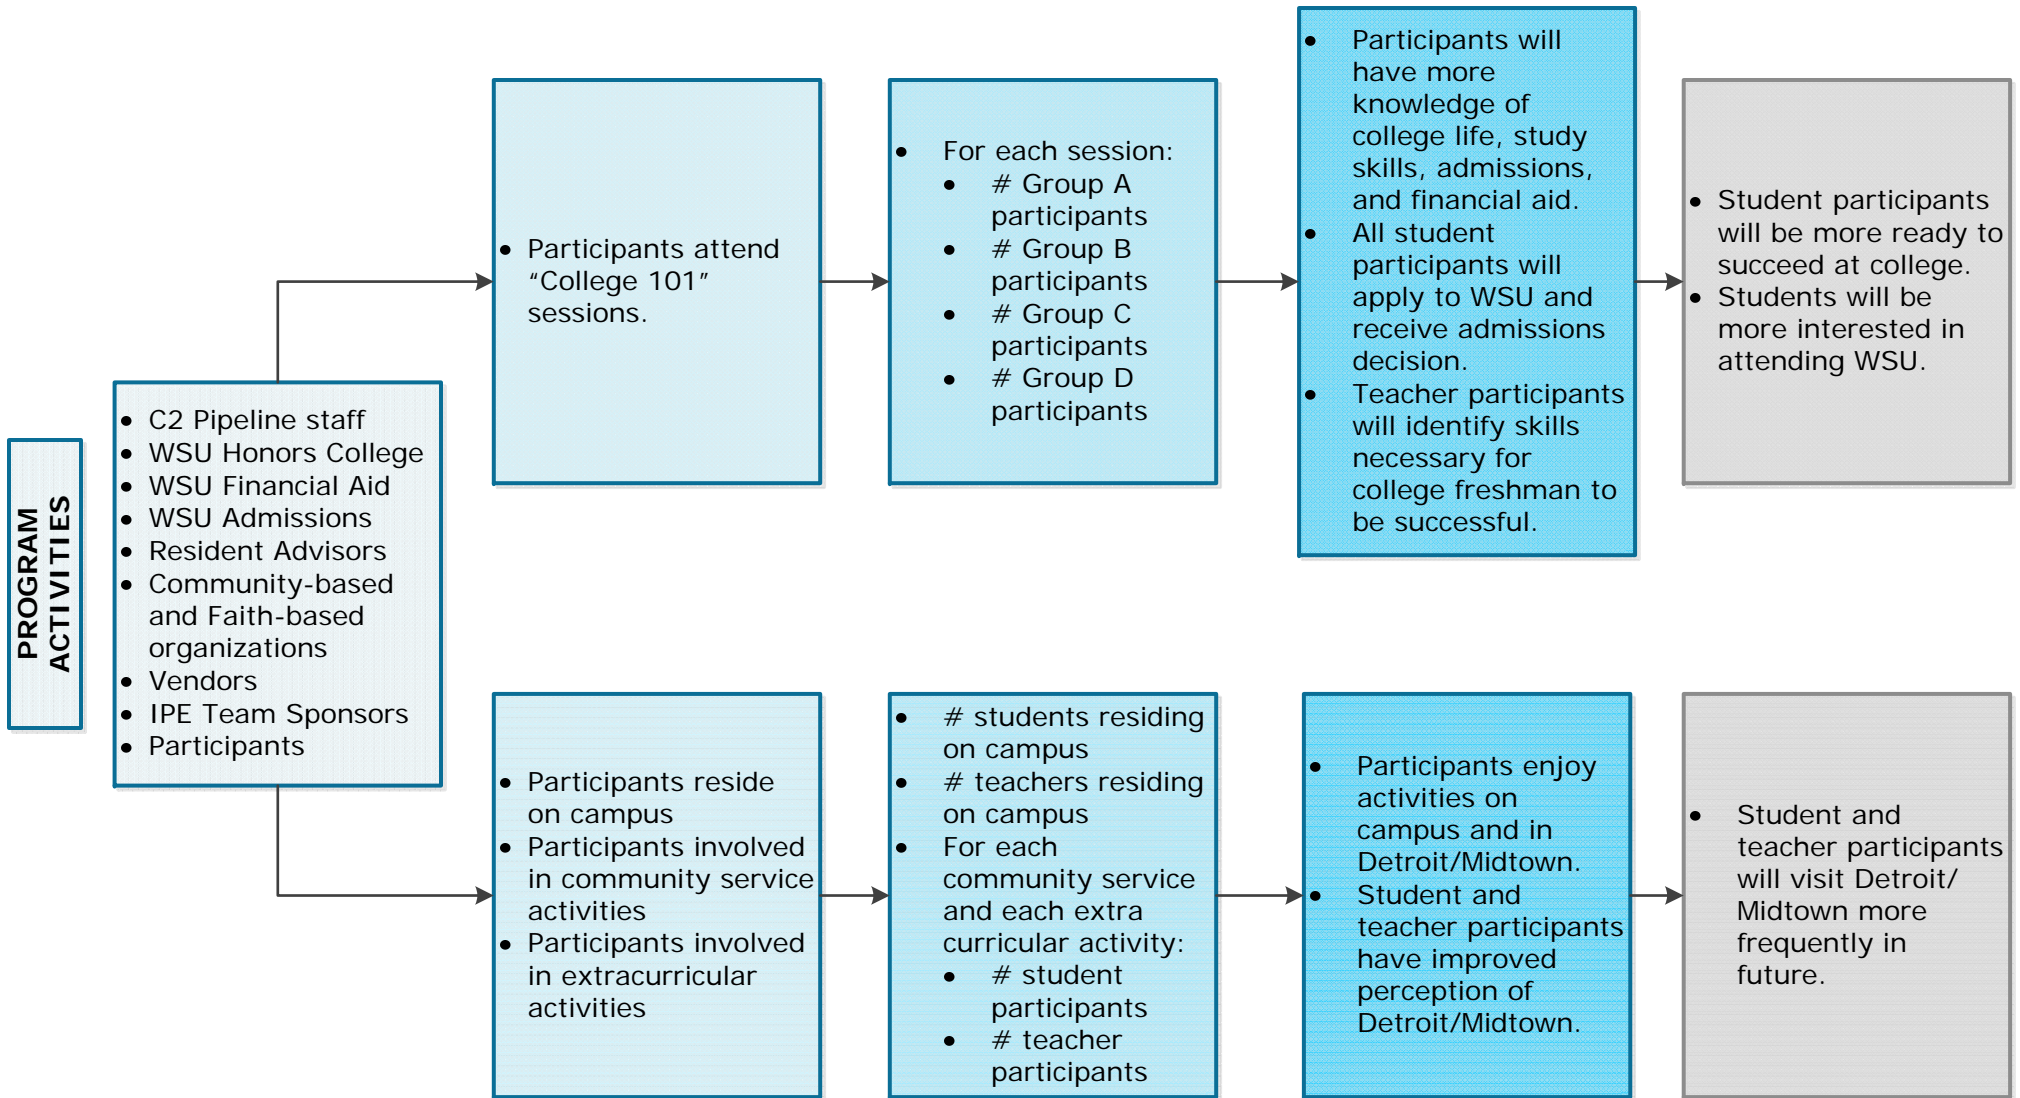 PROGRAM
ACTIVITIES
• C2 Pipeline staff
• WSU Honors College
• WSU Financial Aid
• WSU Admissions
• Resident Advisors
• Community-based
and Faith-based
organizations
• Vendors
• IPE Team Sponsors
• Participants
• Participants attend
“College 101”
sessions.
• For each session:
• # Group A
participants
• # Group B
participants
• # Group C
participants
• # Group D
participants
• Participants will
have more
knowledge of
college life, study
skills, admissions,
and financial aid.
• All student
participants will
apply to WSU and
receive admissions
decision.
• Teacher participants
will identify skills
necessary for
college freshman to
be successful.
• Student participants
will be more ready to
succeed at college.
• Students will be
more interested in
attending WSU.
• Participants reside
on campus
• Participants involved
in community service
activities
• Participants involved
in extracurricular
activities
• # students residing
on campus
• # teachers residing
on campus
• For each
community service
and each extra
curricular activity:
• # student
participants
• # teacher
participants
• Participants enjoy
activities on
campus and in
Detroit/Midtown.
• Student and
teacher participants
have improved
perception of
Detroit/Midtown.
• Student and
teacher participants
will visit Detroit/
Midtown more
frequently in
future.